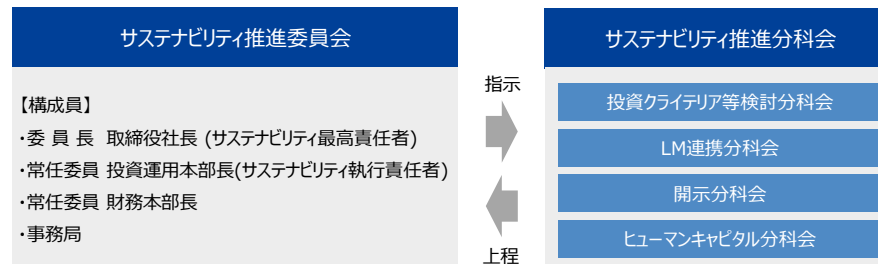 サステナビリティ推進委員会
【構成員】
・委 員 長 取締役社長 (サステナビリティ最高責任者)
・常任委員 投資運用本部長(サステナビリティ執行責任者)
・常任委員 財務本部長
・事務局
指示
上程
サステナビリティ推進分科会
投資クライテリア等検討分科会
LM連携分科会
開示分科会
ヒューマンキャピタル分科会